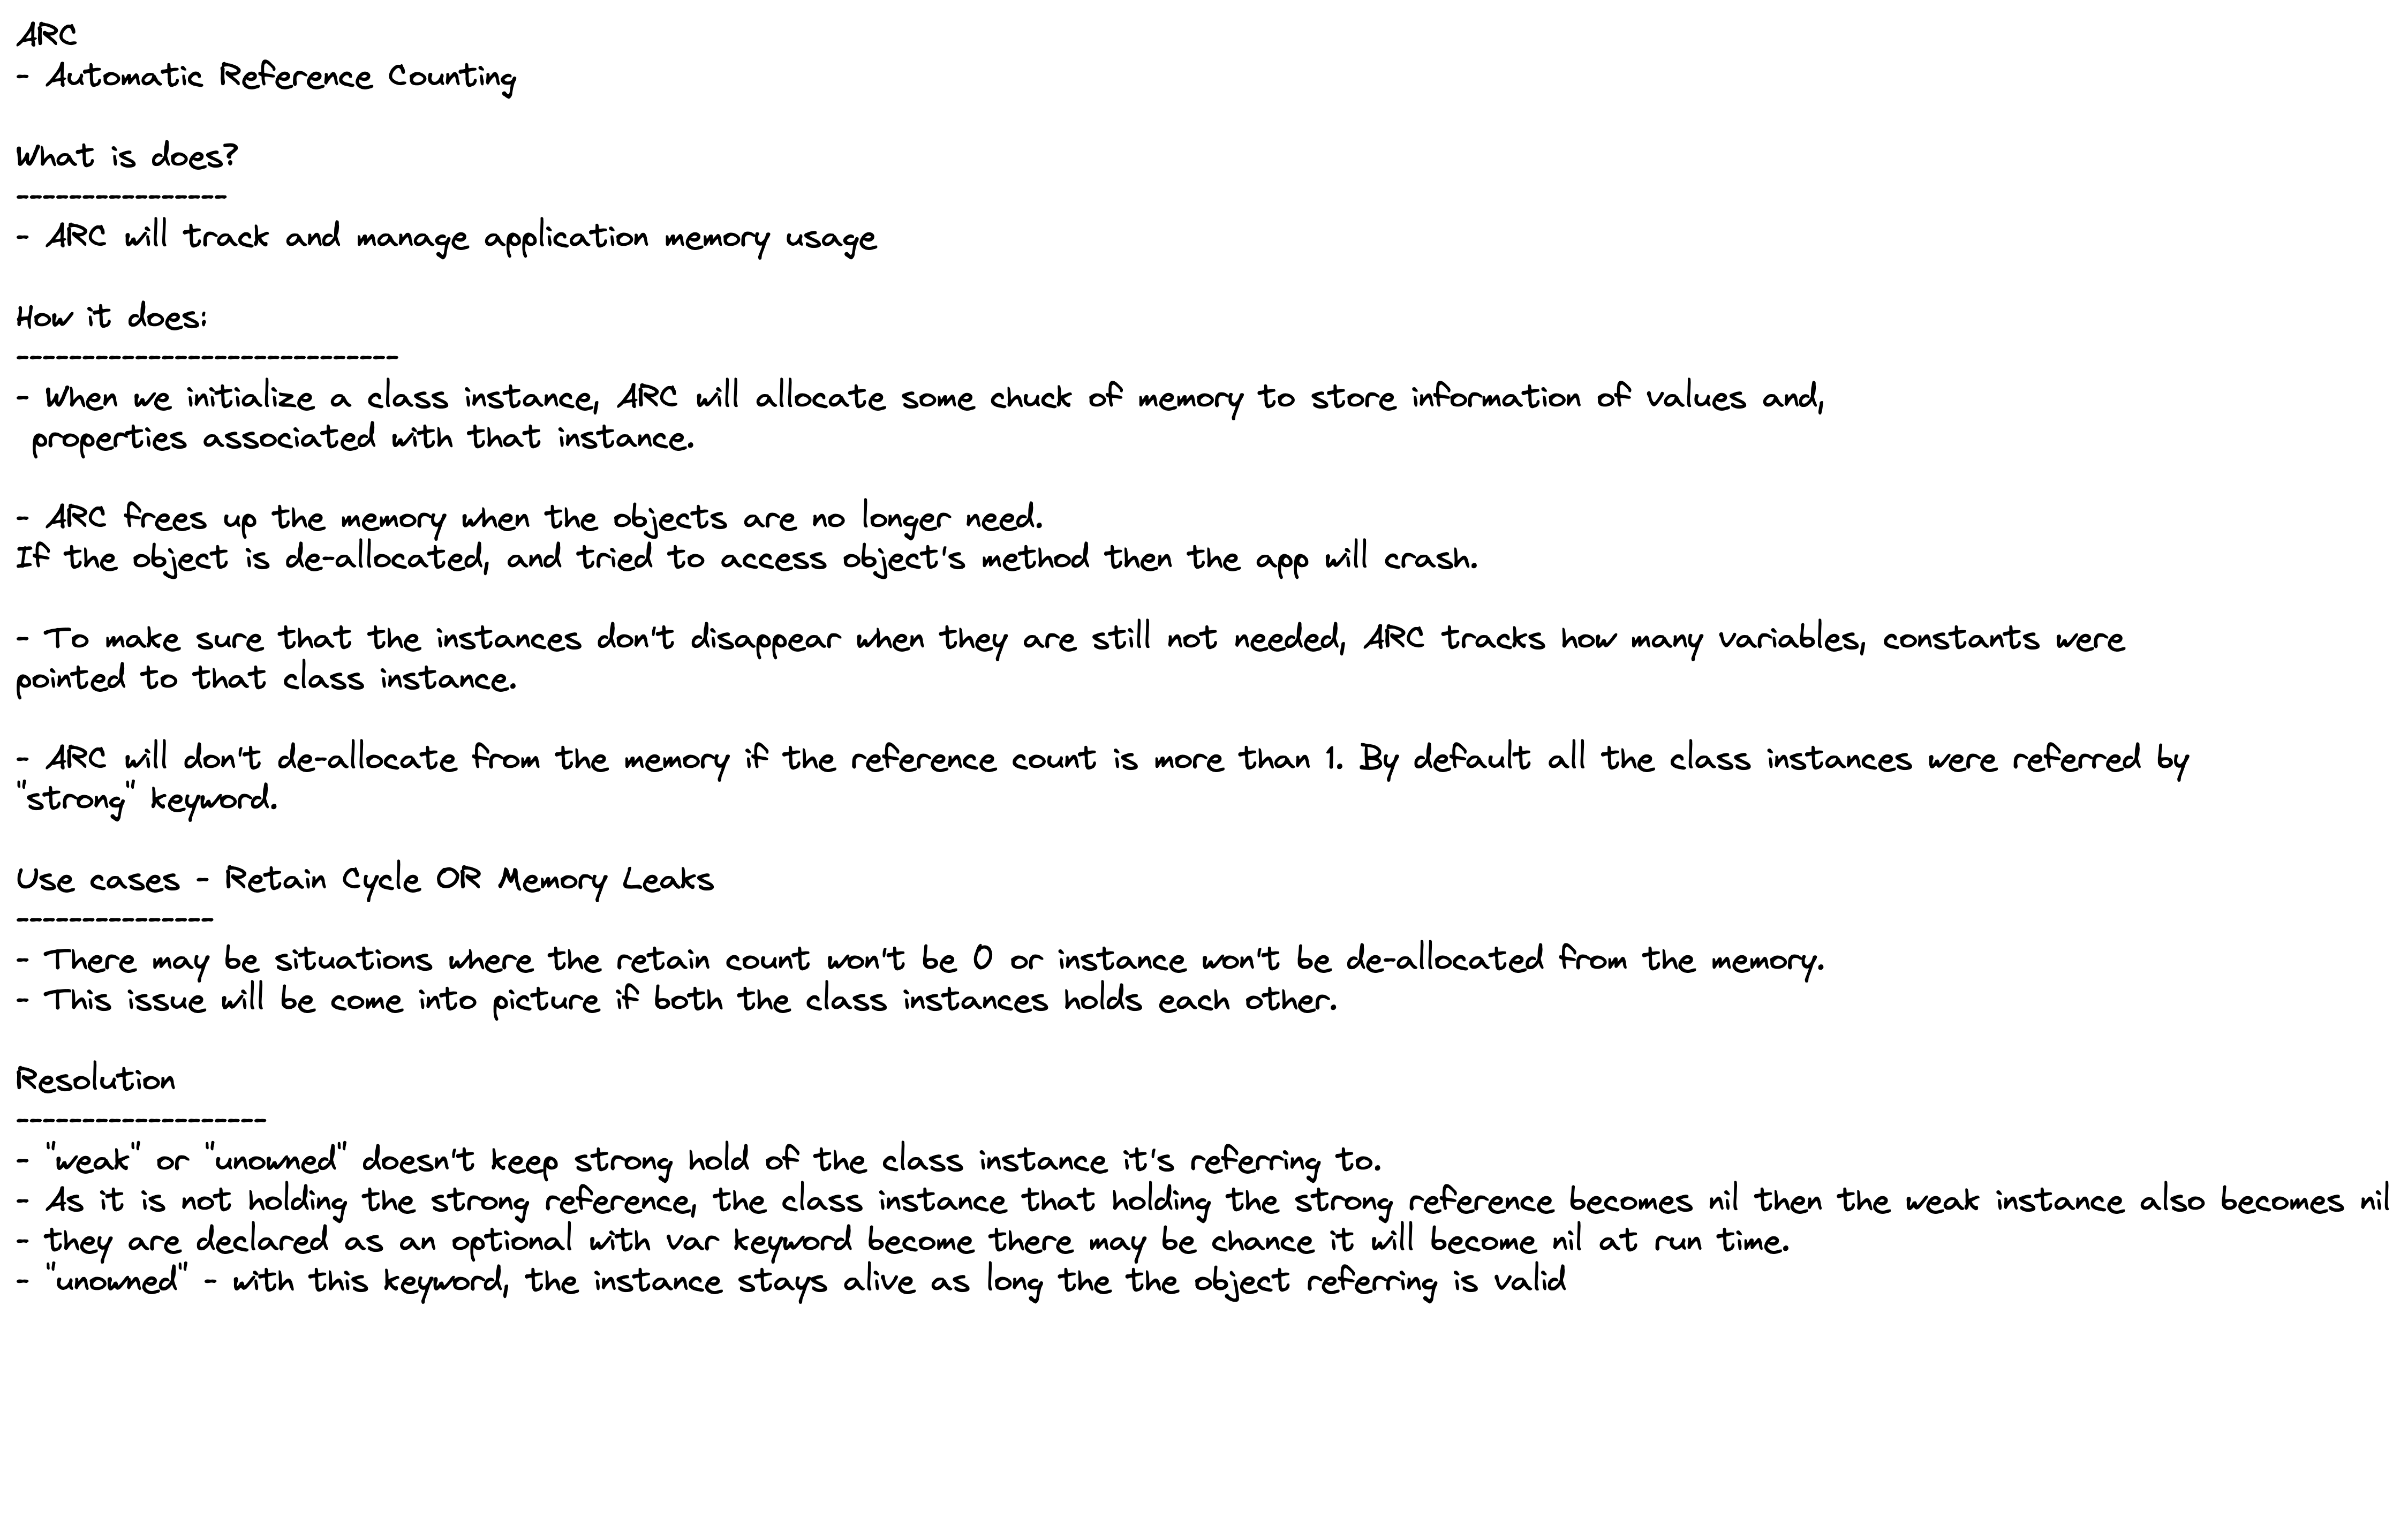 ARC
- Automatic Reference Counting
What is does?
----------------
- ARC will track and manage application memory usage
How it does:
-----------------------------
- When we initialize a class instance, ARC will allocate some chuck of memory to store information of values and,
properties associated with that instance.
- ARC frees up the memory when the objects are no longer need.
If the object is de-allocated, and tried to access object's method then the app will crash.
- To make sure that the instances don't disappear when they are still not needed, ARC tracks how many variables, constants were
pointed to that class instance.
- ARC will don't de-allocate from the memory if the reference count is more than 1. By default all the class instances were referred by
"strong" keyword.
Use cases - Retain Cycle OR Memory Leaks
---------------
- There may be situations where the retain count won't be 0 or instance won't be de-allocated from the memory.
- This issue will be come into picture if both the class instances holds each other.
Resolution
-------------------
- "weak" or "unowned" doesn't keep strong hold of the class instance it's referring to.
- As it is not holding the strong reference, the class instance that holding the strong reference becomes nil then the weak instance also becomes nil
- they are declared as an optional with var keyword become there may be chance it will become nil at run time.
- "unowned" - with this keyword, the instance stays alive as long the the object referring is valid